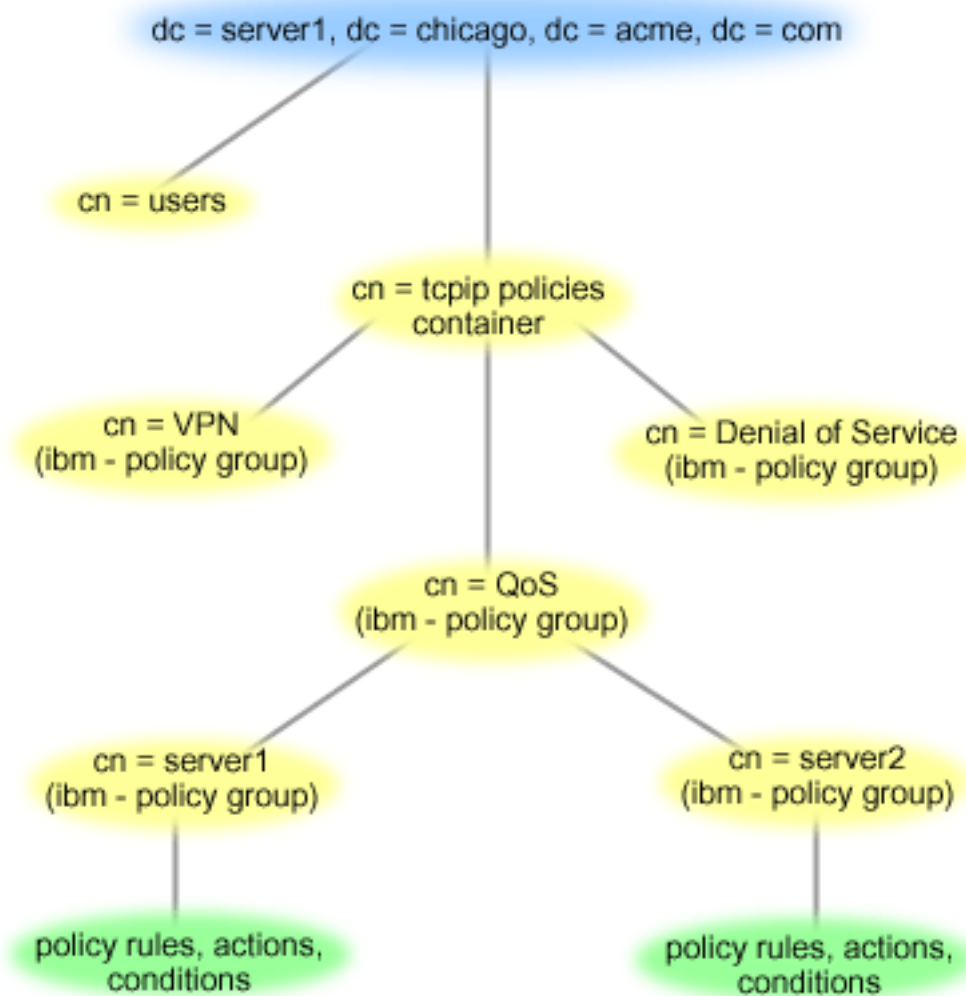 dc = server1, dc = chicago, dc = acme, dc = com
cn = users
cn = tcpip policies
container
cn = VPN
(ibm - policy group)
cn = Denial of Service
(ibm - policy group)
cn = QoS
(ibm - policy group)
cn = server1
(ibm - policy group)
cn = server2
(ibm - policy group)
policy rules, actions,
conditions
policy rules, actions,
conditions